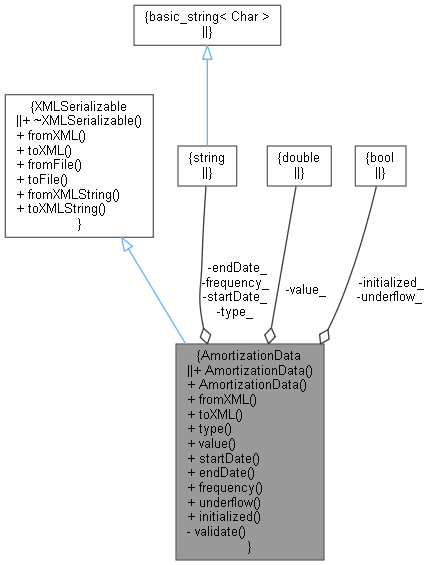 {basic_string< Char >
||}
{XMLSerializable
||+ ~XMLSerializable()
+ fromXML()
+ toXML()
+ fromFile()
+ toFile()
+ fromXMLString()
+ toXMLString()
}
{string
||}
{double
||}
{bool
||}
-endDate_
-frequency_
-startDate_
-type_
-value_
-initialized_
-underflow_
{AmortizationData
||+ AmortizationData()
+ AmortizationData()
+ fromXML()
+ toXML()
+ type()
+ value()
+ startDate()
+ endDate()
+ frequency()
+ underflow()
+ initialized()
- validate()
}